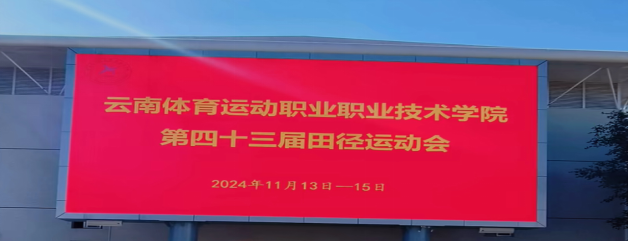 云南体育运动职业职业技术学院
第四十三届田径运动会
2024年11月13日—15日